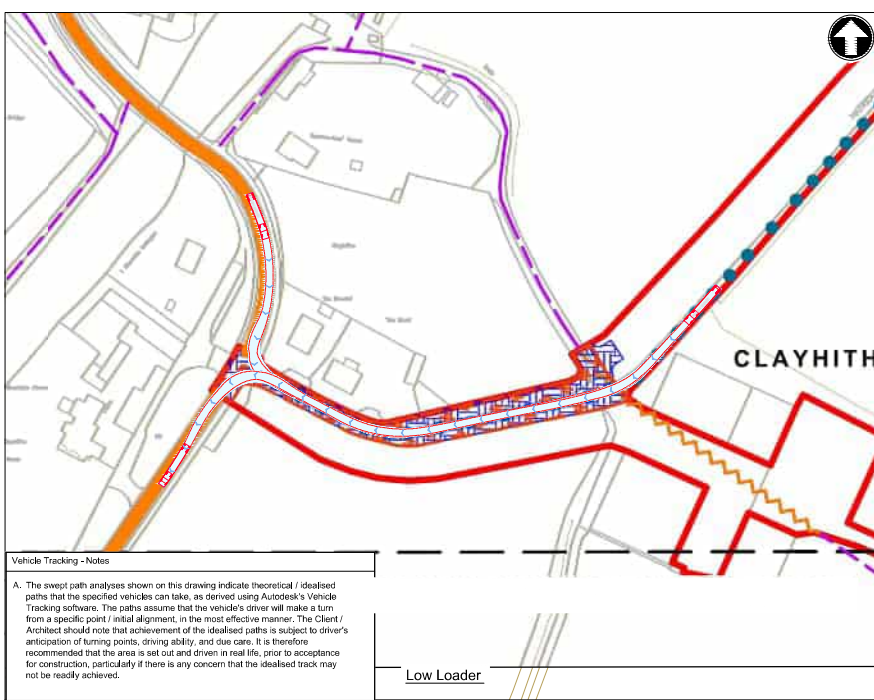 CLAYHITH
Vehicle Tracking - Notes
A. The swept path analyses shown on this drawing indicate theoretical / idealised
paths that the specified vehicles can take, as derived using Autodesk's Vehicle
Tracking software. The paths assume that the vehicle's driver will make a turn
from a specific point / initial alignment, in the most effective manner. The Client /
Architect should note that achievement of the idealised paths is subject to driver's
anticipation of turning points, driving ability, and due care. It is therefore
recommended that the area is set out and driven in real life, prior to acceptance
for construction, particularly if there is any concern that the idealised track may
not be readily achieved.
Low Loader